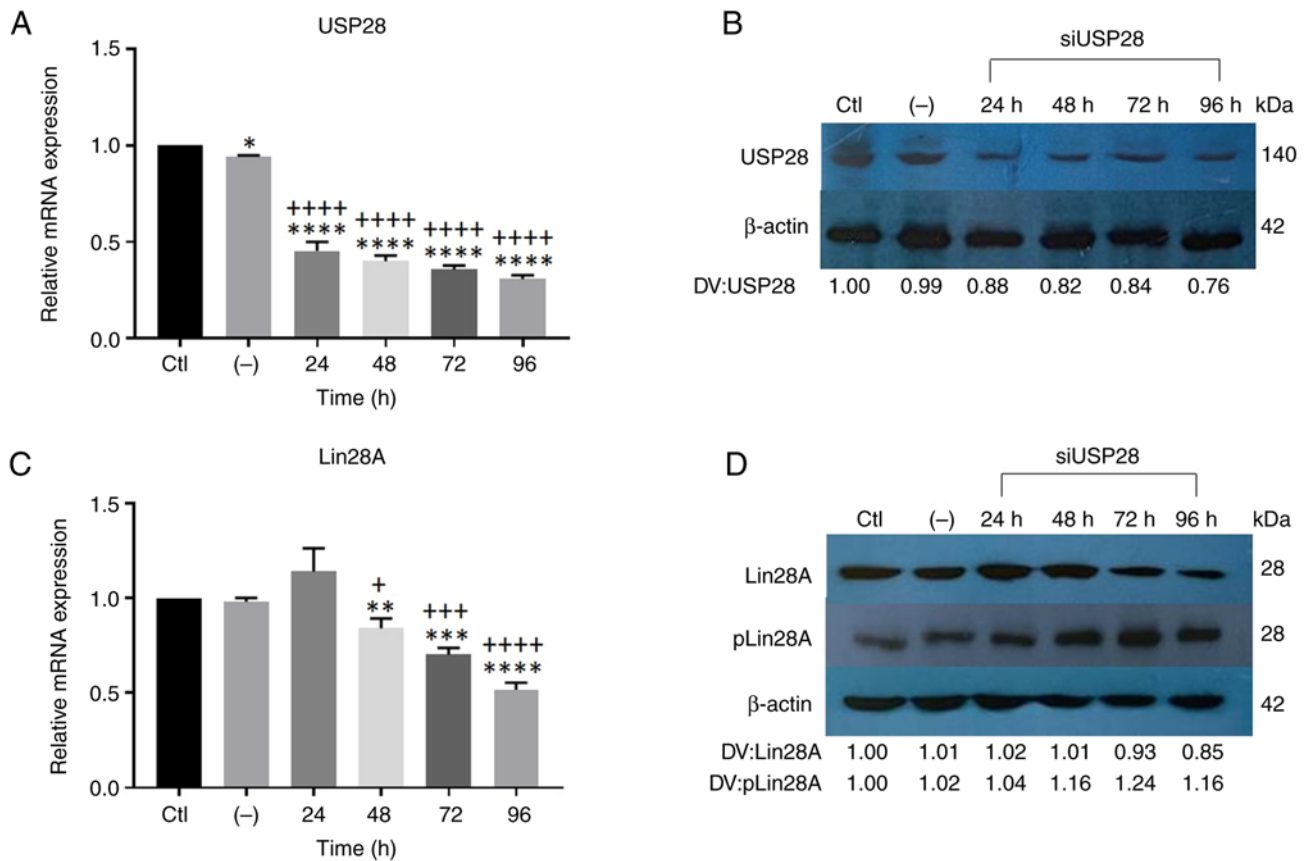 A
USP28
Relative mRNA expression
1.5
1.0
0.5
0.0
*
++++
****
++++
****
++++
****
++++
****
Ctl (–) 24 48 72 96
Time (h)
B
siUSP28
Ctl (–) 24 h 48 h 72 h 96 h kDa
USP28 140
β-actin 42
DV:USP28 1.00 0.99 0.88 0.82 0.84 0.76
C
Lin28A
Relative mRNA expression
1.5
1.0
0.5
0.0
+
**
+++
***
++++
****
Ctl (–) 24 48 72 96
Time (h)
D
siUSP28
Ctl (–) 24 h 48 h 72 h 96 h kDa
Lin28A 28
pLin28A 28
β-actin 42
DV:Lin28A 1.00 1.01 1.02 1.01 0.93 0.85
DV:pLin28A 1.00 1.02 1.04 1.16 1.24 1.16